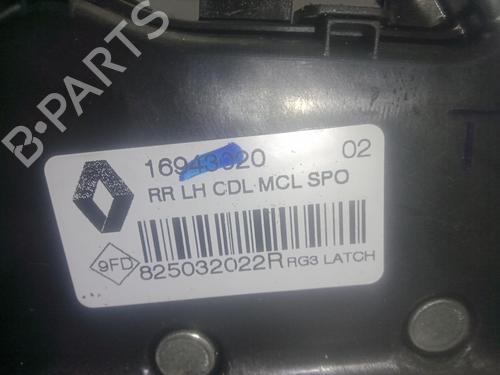 B-PARTS
16943020 02
RR LH CDL MCL SPO
9FD
825032022R RG3 LATCH